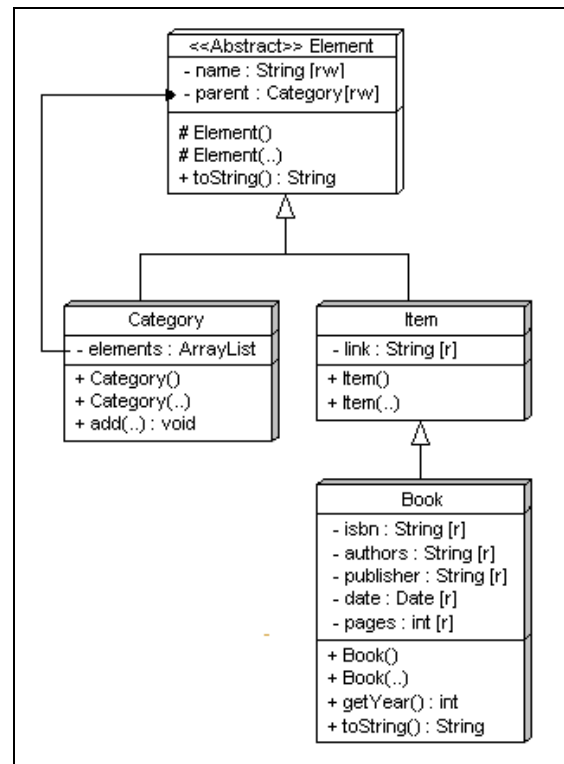 <<Abstract>> Element
- name : String [rw]
- parent : Category[rw]
# Element()
# Element(..)
+ toString() : String
Category
- elements : ArrayList
+ Category()
+ Category(..)
+ add(..) : void
Item
- link : String [r]
+ Item()
+ Item(..)
Book
- isbn : String [r]
- authors : String [r]
- publisher : String [r]
- date : Date [r]
- pages : int [r]
+ Book()
+ Book(..)
+ getYear() : int
+ toString() : String